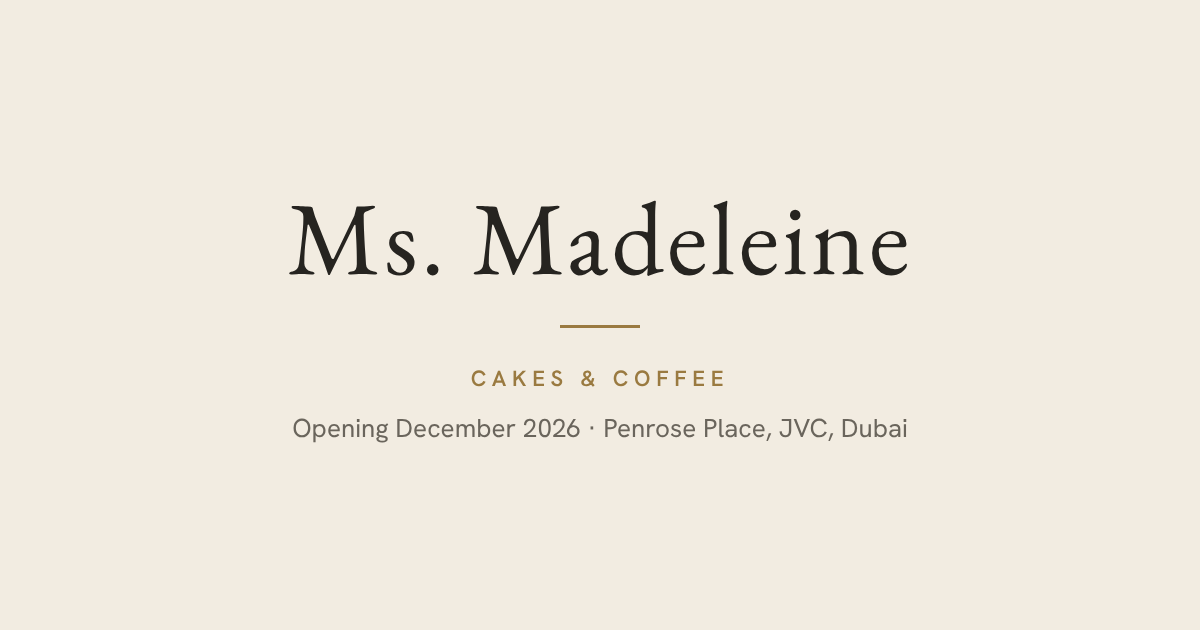 Ms. Madeleine
CAKES & COFFEE
Opening December 2026 · Penrose Place, JVC, Dubai